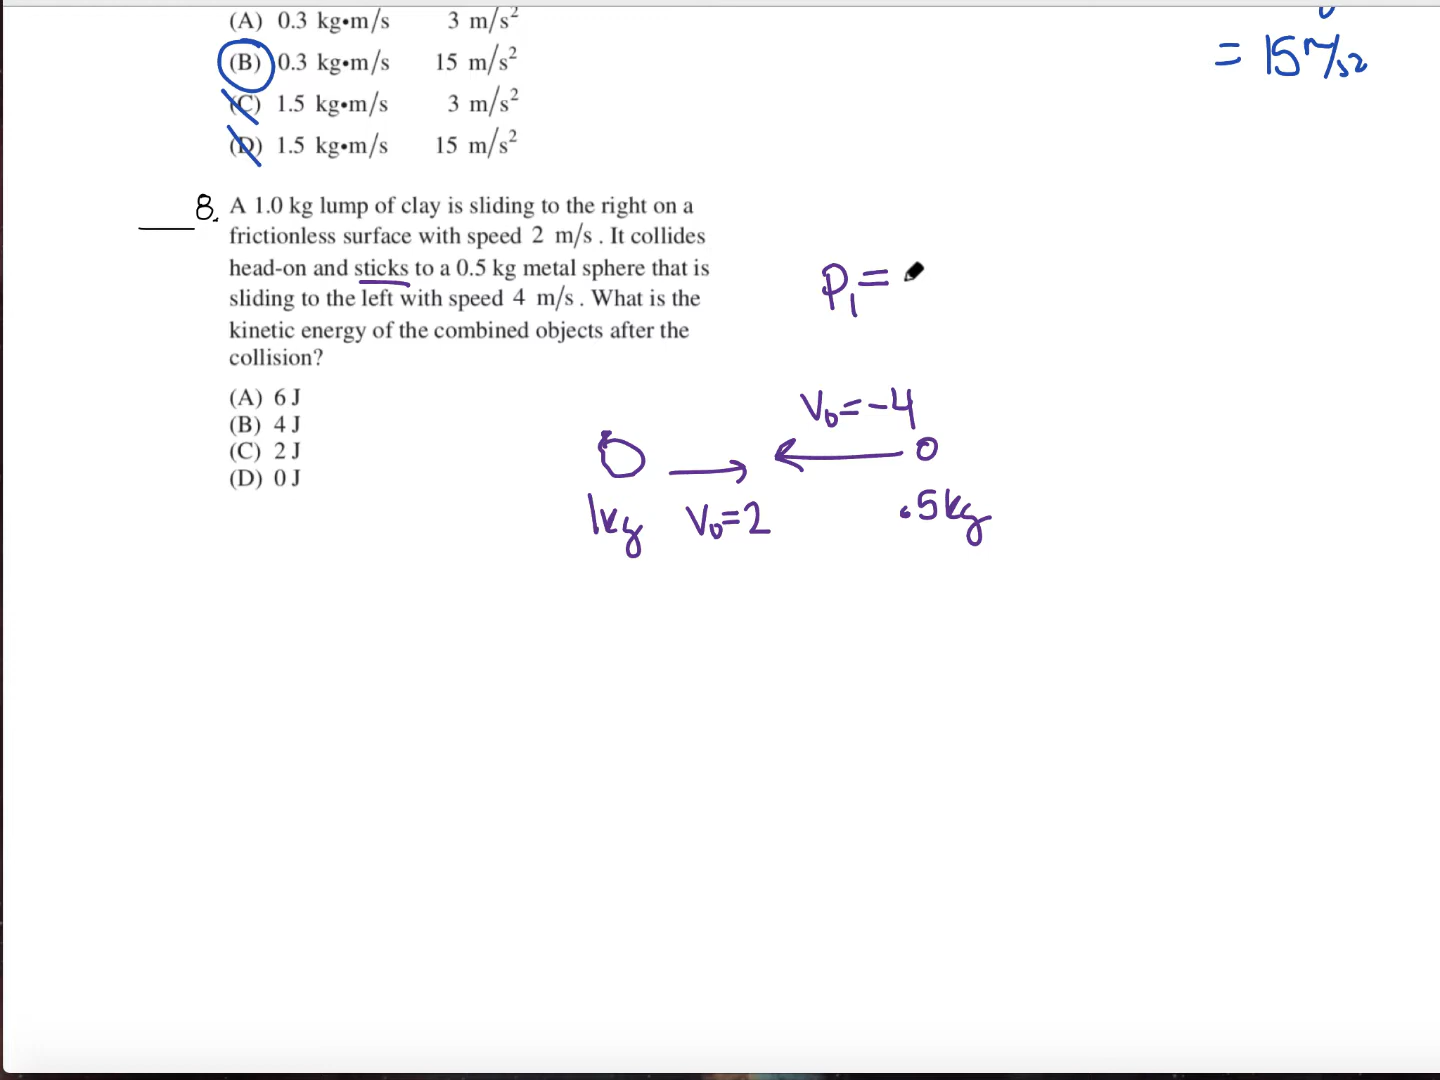 (A) 0.3 kg•m/s 3 m/s²
(B) 0.3 kg•m/s 15 m/s²
(C) 1.5 kg•m/s 3 m/s²
(D) 1.5 kg•m/s 15 m/s²
= 15 m/s2
8. A 1.0 kg lump of clay is sliding to the right on a
frictionless surface with speed 2 m/s . It collides
head-on and sticks to a 0.5 kg metal sphere that is
sliding to the left with speed 4 m/s . What is the
kinetic energy of the combined objects after the
collision?
(A) 6 J
(B) 4 J
(C) 2 J
(D) 0 J
P₁ =
V₀=-4
1kg V₀=2 .5kg